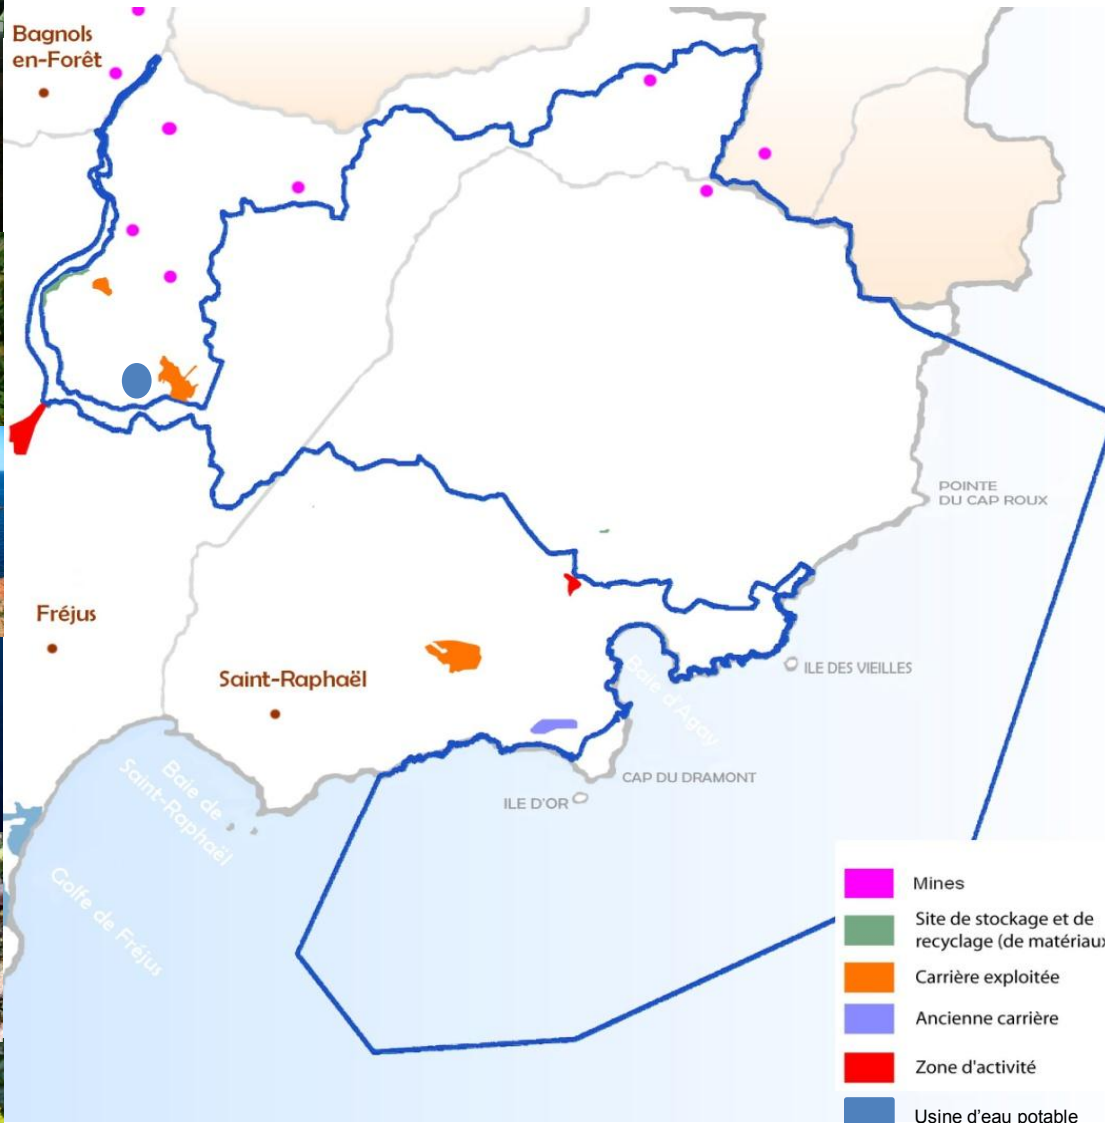 Bagnols
en-Forêt
POINTE
DU CAP ROUX
Fréjus
Saint-Raphaël
ILE DES VIEILLES
Baie d'Agay
CAP DU DRAMONT
ILE D'OR
Baie de
Saint-Raphaël
Golfe de Fréjus
Mines
Site de stockage et de
recyclage (de matériaux
Carrière exploitée
Ancienne carrière
Zone d'activité
Usine d'eau potable